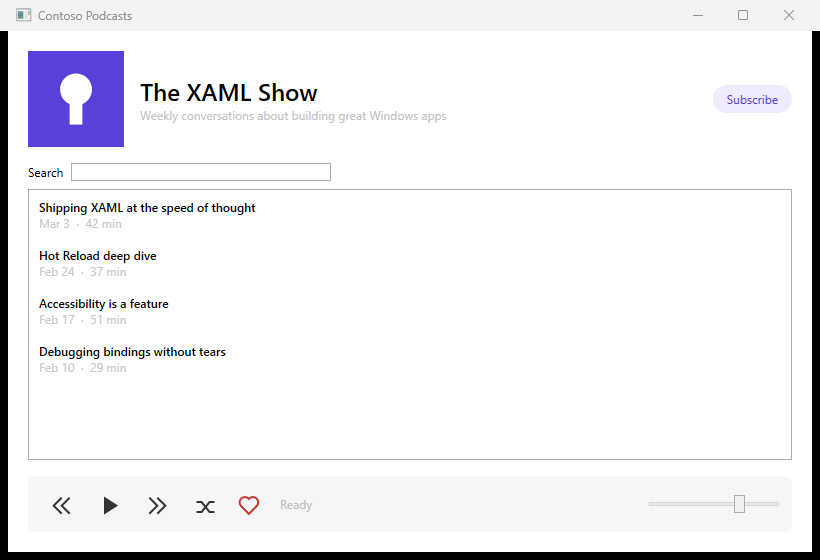 Contoso Podcasts
The XAML Show
Weekly conversations about building great Windows apps
Subscribe
Search
Shipping XAML at the speed of thought
Mar 3 · 42 min
Hot Reload deep dive
Feb 24 · 37 min
Accessibility is a feature
Feb 17 · 51 min
Debugging bindings without tears
Feb 10 · 29 min
Ready